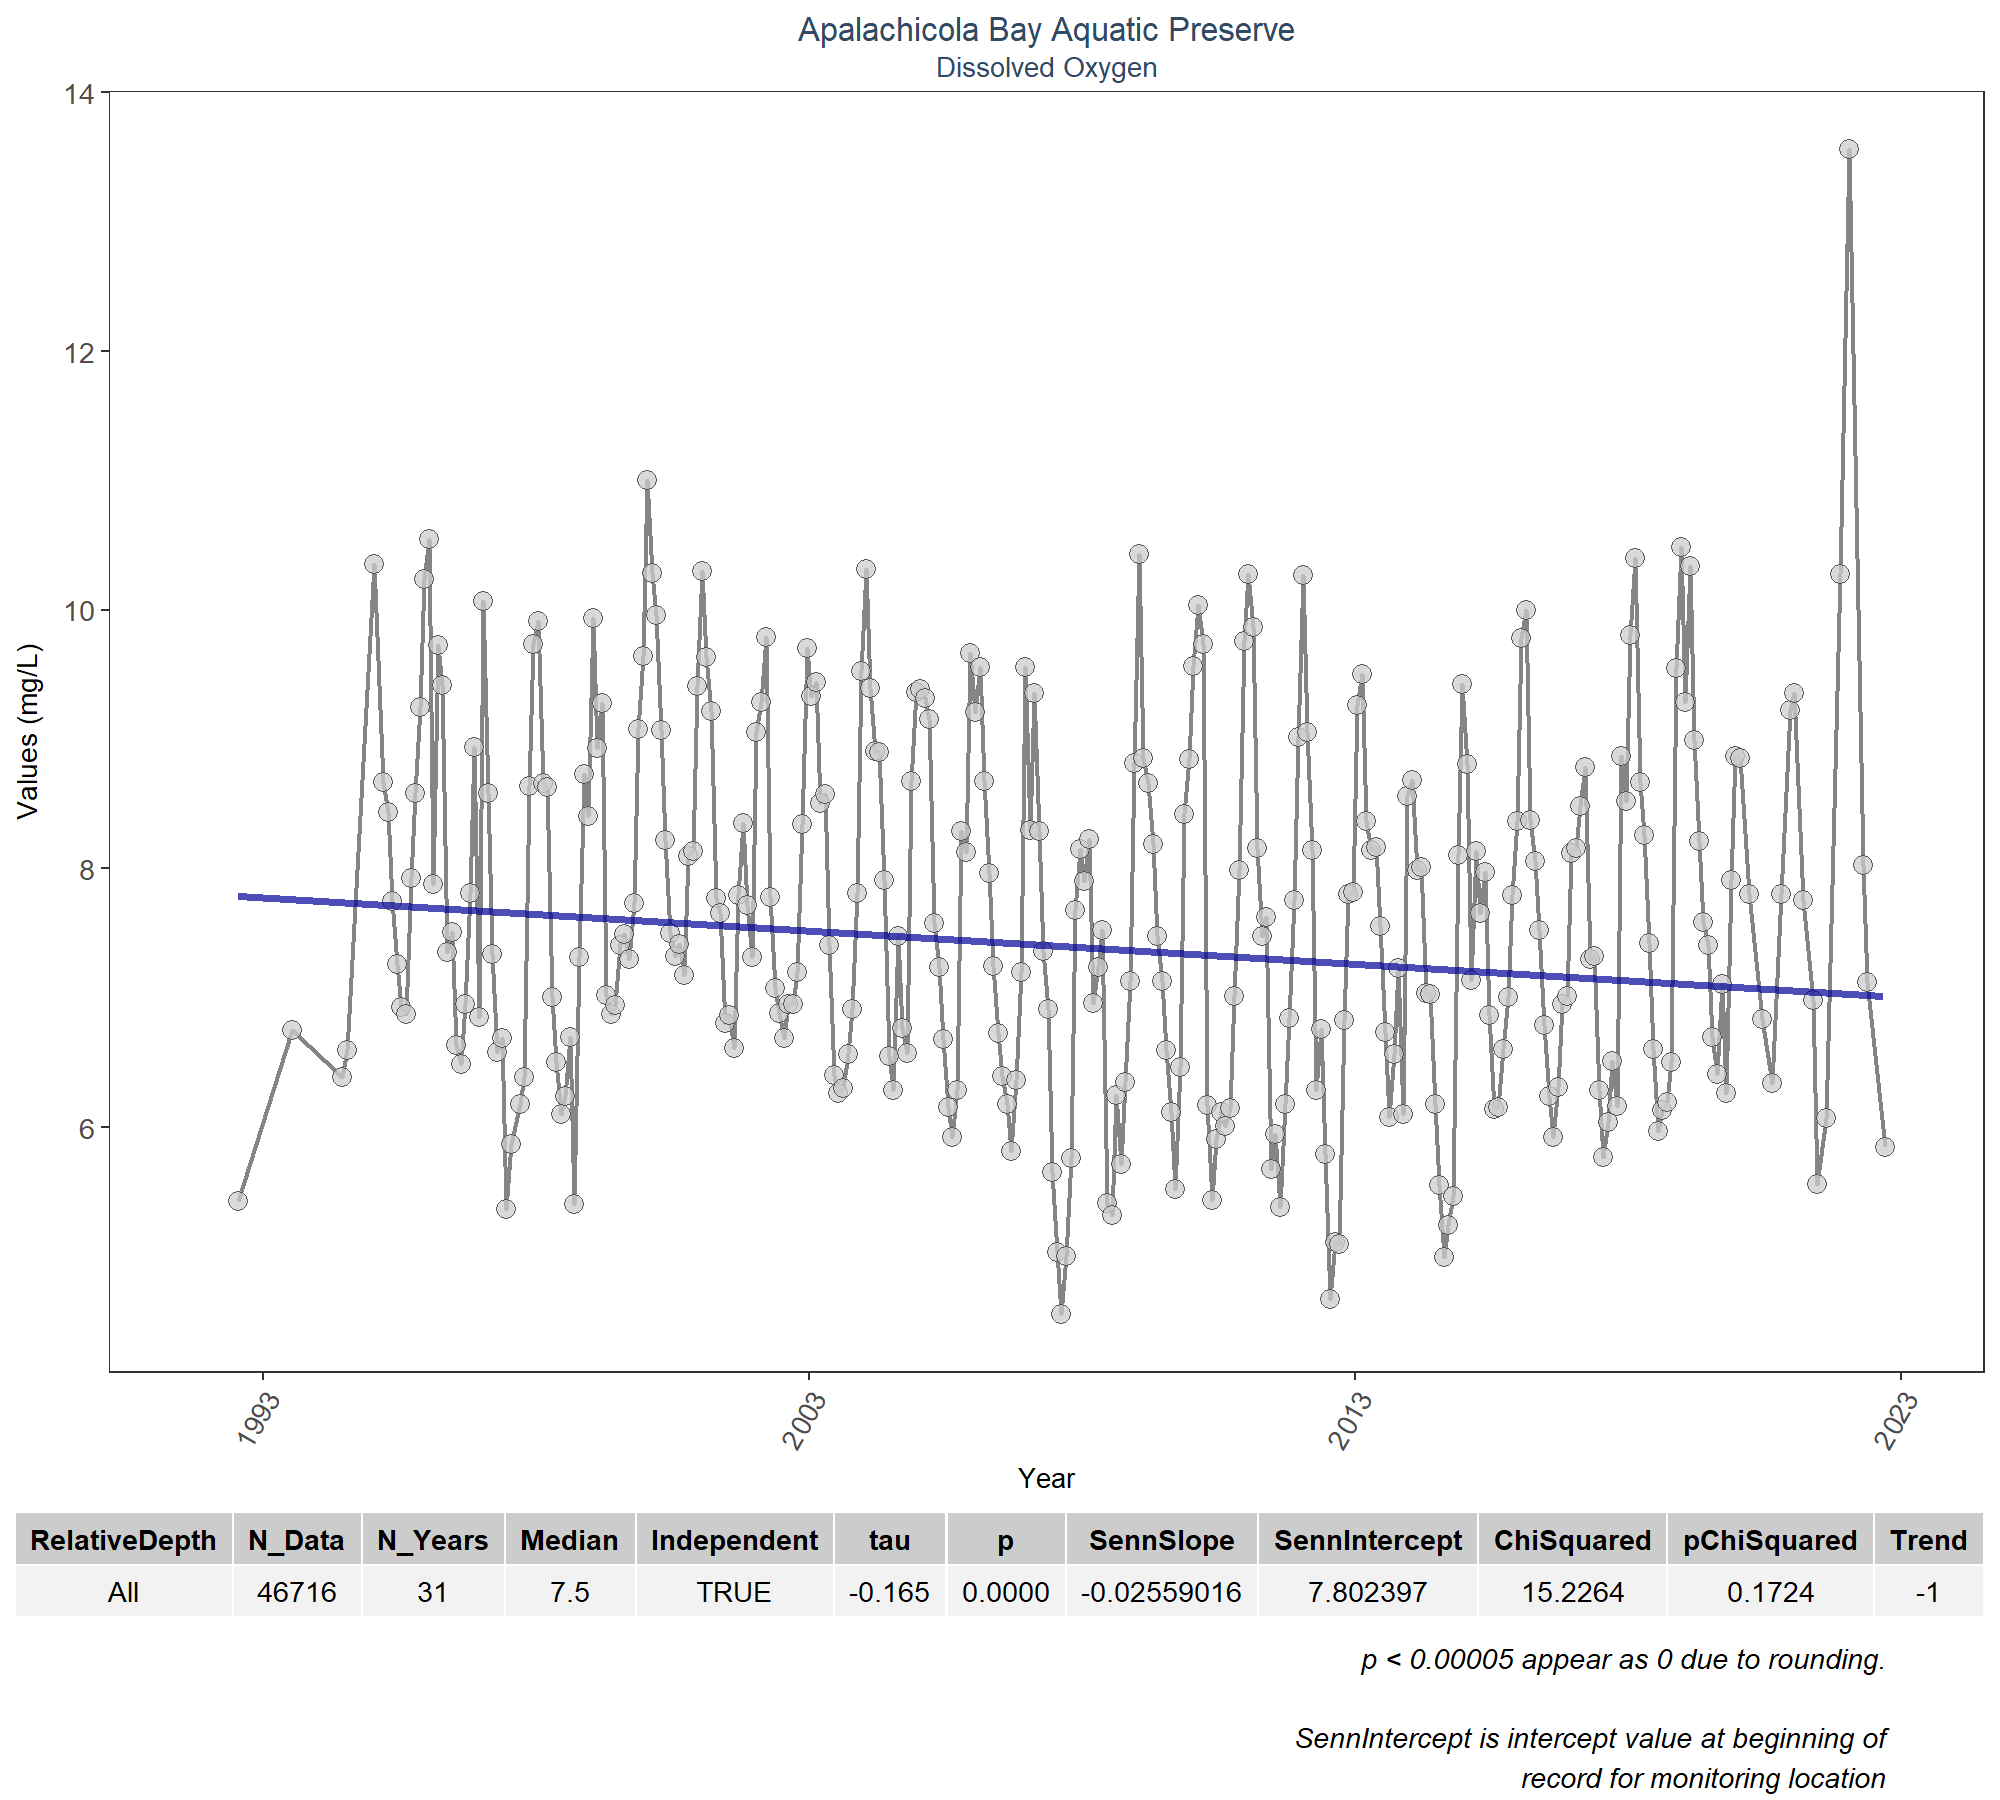 Apalachicola Bay Aquatic Preserve
Dissolved Oxygen
14
12
10
8
6
Values (mg/L)
1993
2003
2013
2023
Year
RelativeDepth N_Data N_Years Median Independent tau p SennSlope SennIntercept ChiSquared pChiSquared Trend
All 46716 31 7.5 TRUE -0.165 0.0000 -0.02559016 7.802397 15.2264 0.1724 -1
p < 0.00005 appear as 0 due to rounding.
SennIntercept is intercept value at beginning of
record for monitoring location